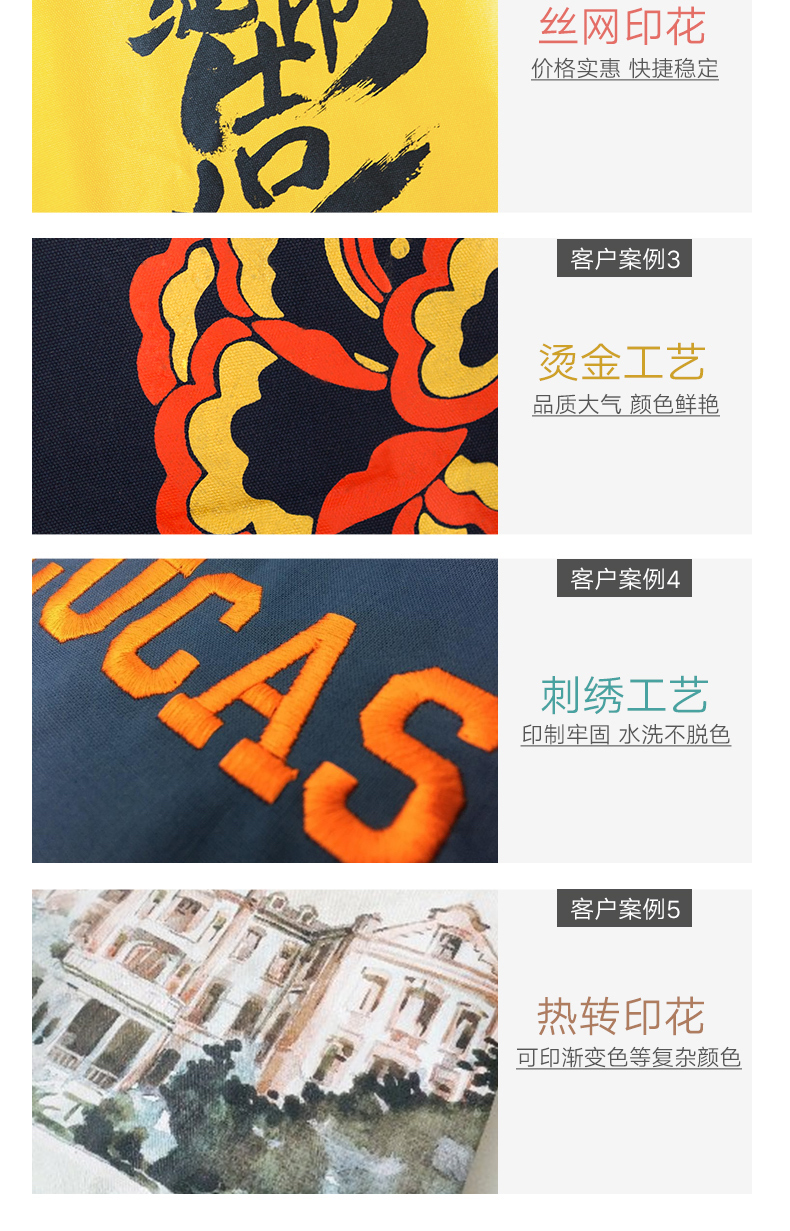 丝网印花
价格实惠 快捷稳定
客户案例3
烫金工艺
品质大气 颜色鲜艳
客户案例4
UCAS
刺绣工艺
印制牢固 水洗不脱色
客户案例5
热转印花
可印渐变色等复杂颜色